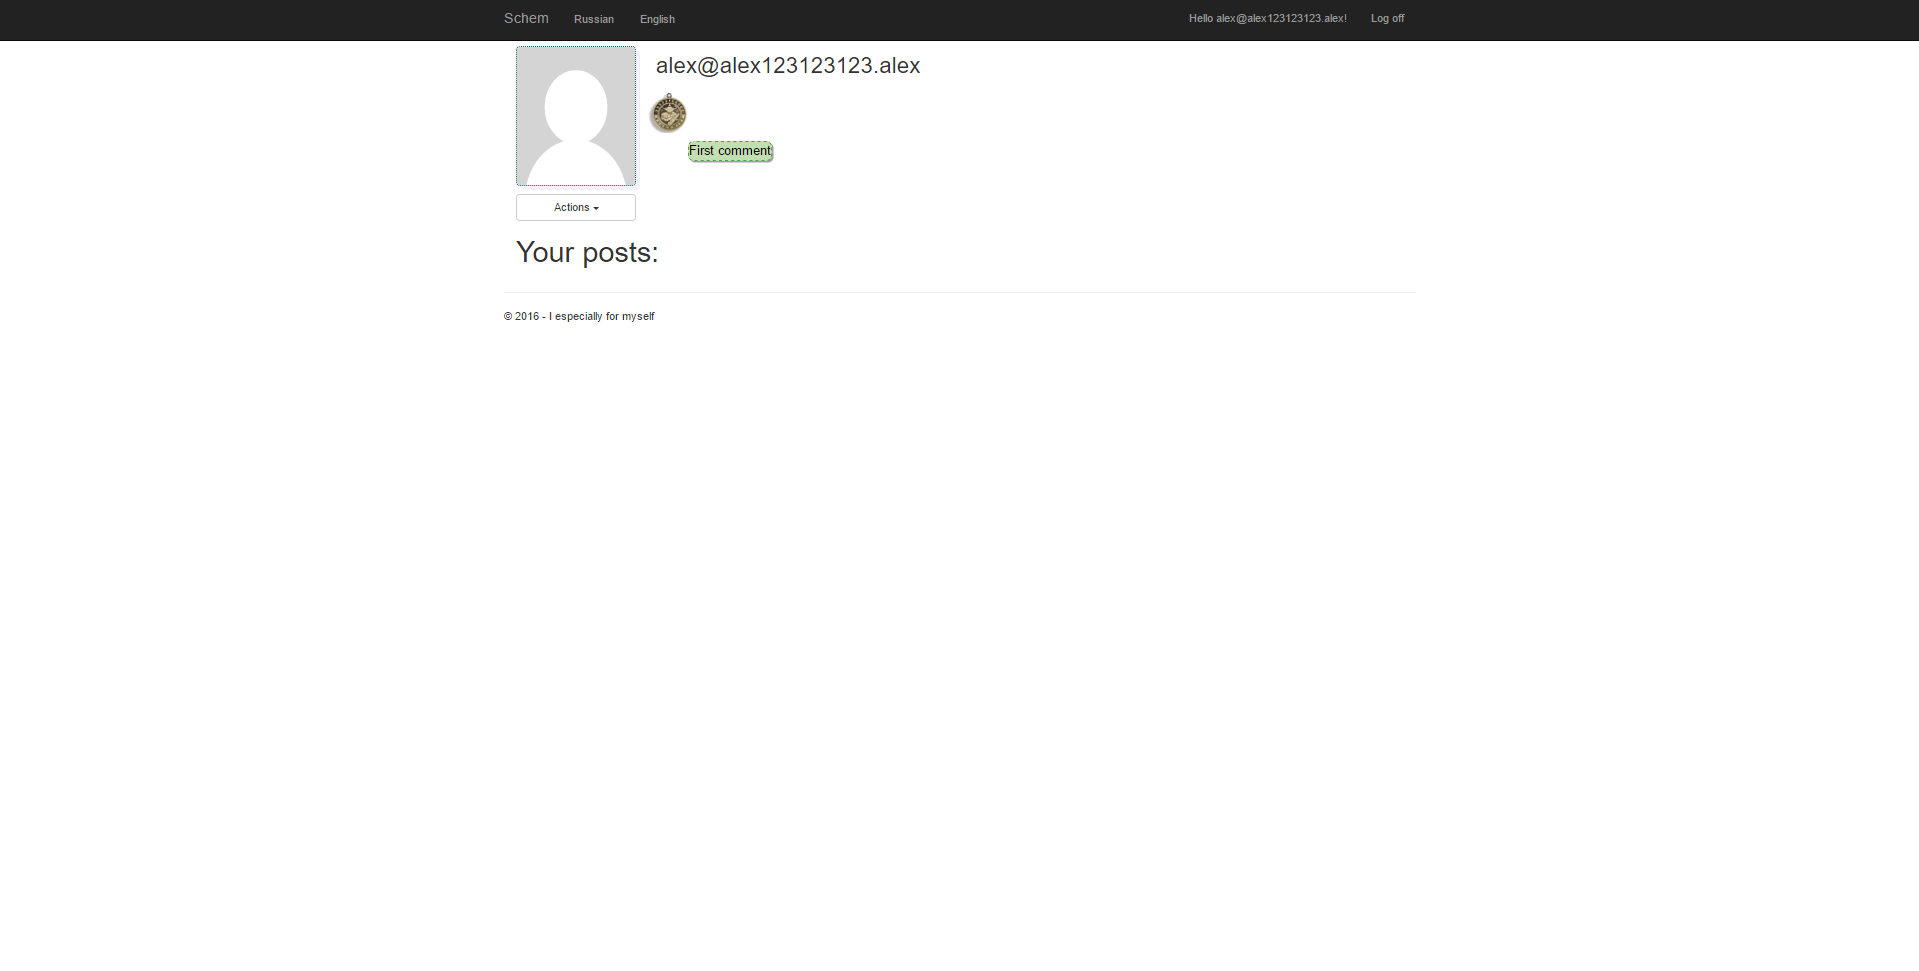 Schem Russian English Hello alex@alex123123123.alex! Log off
alex@alex123123123.alex
First comment
Actions
Your posts:
© 2016 - I especially for myself